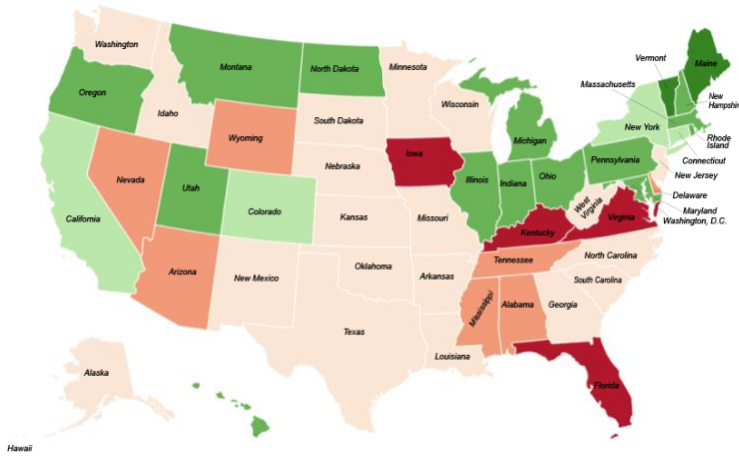 Washington
Montana
North Dakota
Minnesota
Vermont
Maine
Massachusetts
New
Hampshire
Oregon
Idaho
Wyoming
South Dakota
Wisconsin
Michigan
New York
Rhode
Island
Connecticut
New Jersey
Nevada
Utah
Colorado
Nebraska
Iowa
Illinois
Indiana
Ohio
Pennsylvania
Delaware
Maryland
Washington, D.C.
California
Kansas
Missouri
West
Virginia
Virginia
Kentucky
Arizona
New Mexico
Oklahoma
Arkansas
Tennessee
North Carolina
South Carolina
Mississippi
Alabama
Georgia
Texas
Louisiana
Florida
Alaska
Hawaii